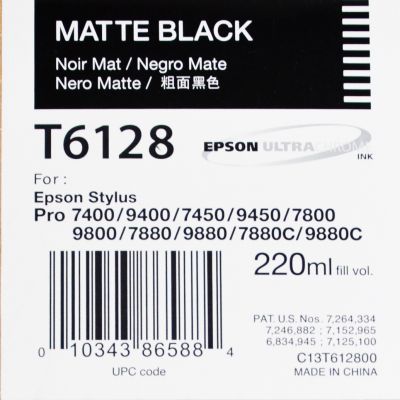 MATTE BLACK
Noir Mat / Negro Mate
Nero Matte / 粗面黑色
T6128
EPSON ULTRACHROME
INK
For :
Epson Stylus
Pro 7400/9400/7450/9450/7800
9800/7880/9880/7880C/9880C
220ml fill vol.
0 10343 86588 4
UPC code
PAT. U.S. Nos. 7,264,334
7,246,882 ; 7,152,965
6,834,945 ; 7,125,100
C13T612800
MADE IN CHINA